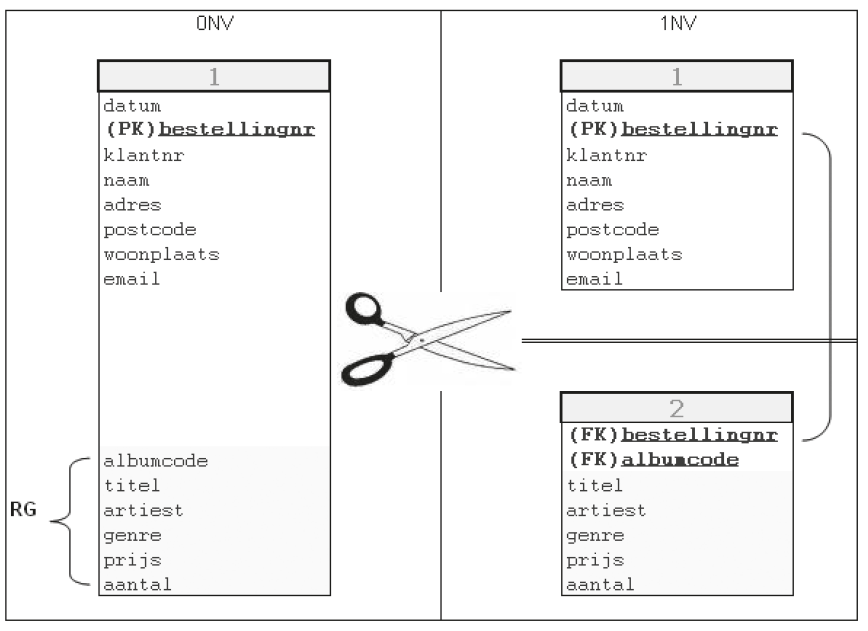 0NV
1
datum
(PK)bestellingnr
klantnr
naam
adres
postcode
woonplaats
email
albumcode
titel
artiest
genre
prijs
aantal
RG
1NV
1
datum
(PK)bestellingnr
klantnr
naam
adres
postcode
woonplaats
email
2
(FK)bestellingnr
(FK)albumcode
titel
artiest
genre
prijs
aantal